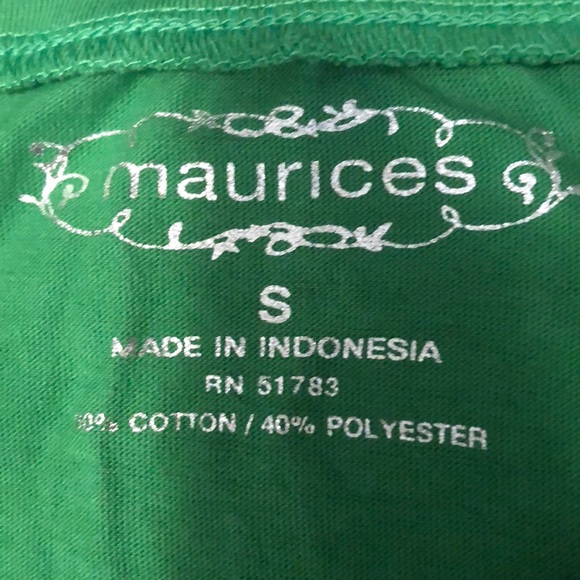 maurices
S
MADE IN INDONESIA
RN 51783
COTTON / 40% POLYESTER